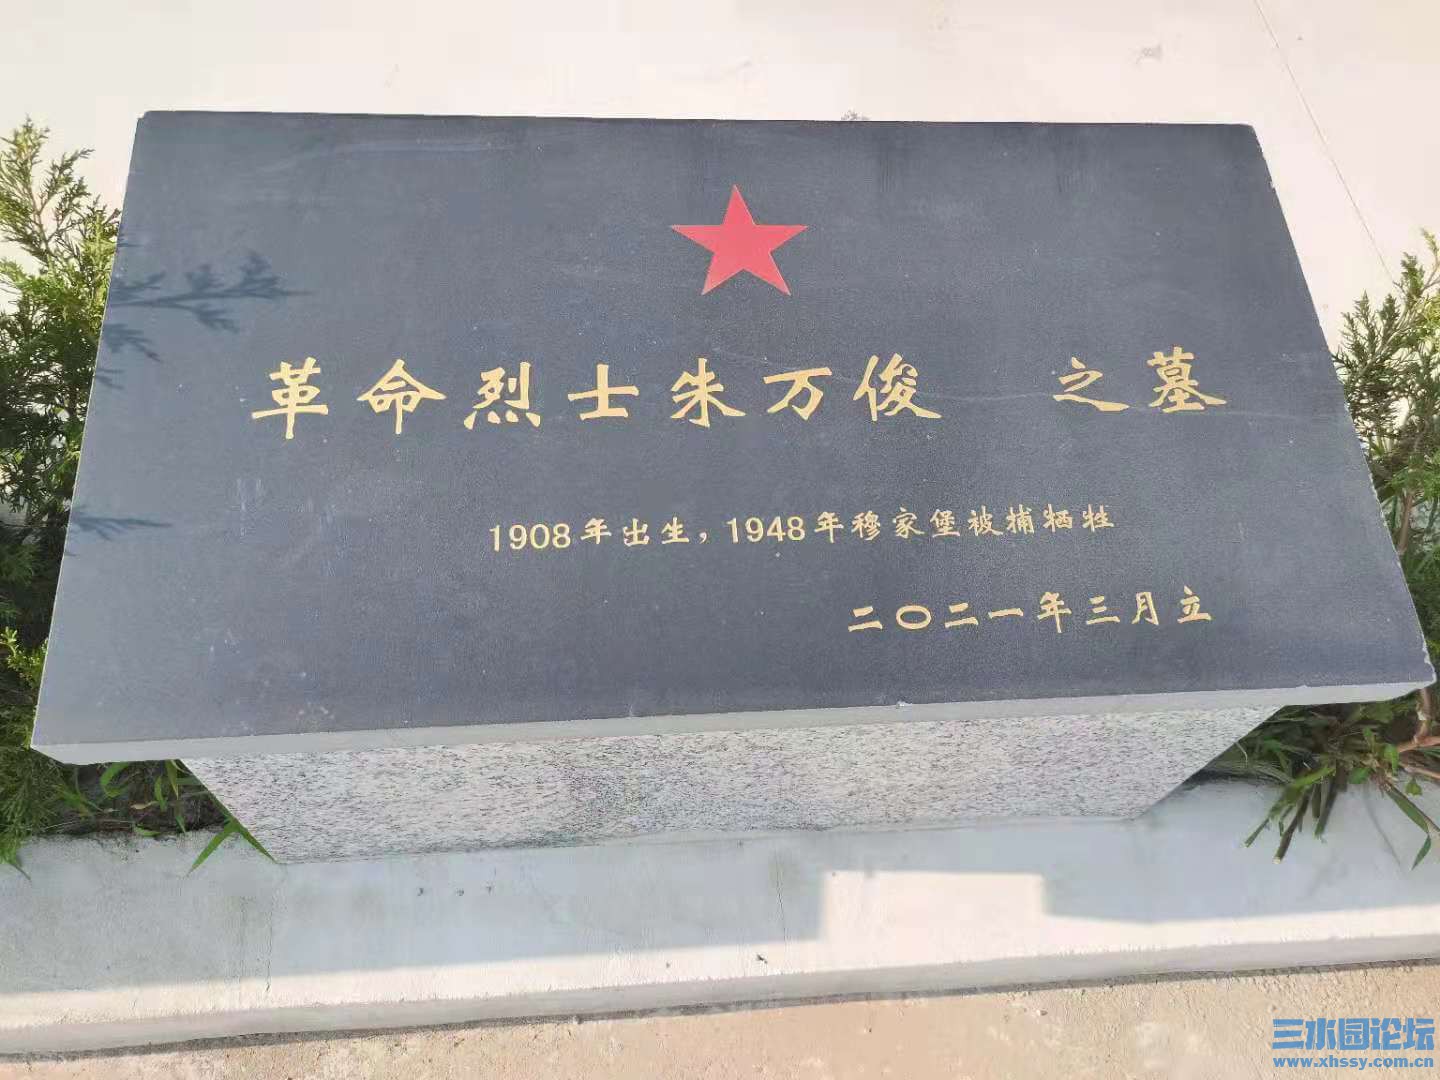 革命烈士朱万俊 之墓
1908年出生，1948年穆家堡被捕牺牲
二〇二一年三月立
三水园论坛
www.xhssy.com.cn